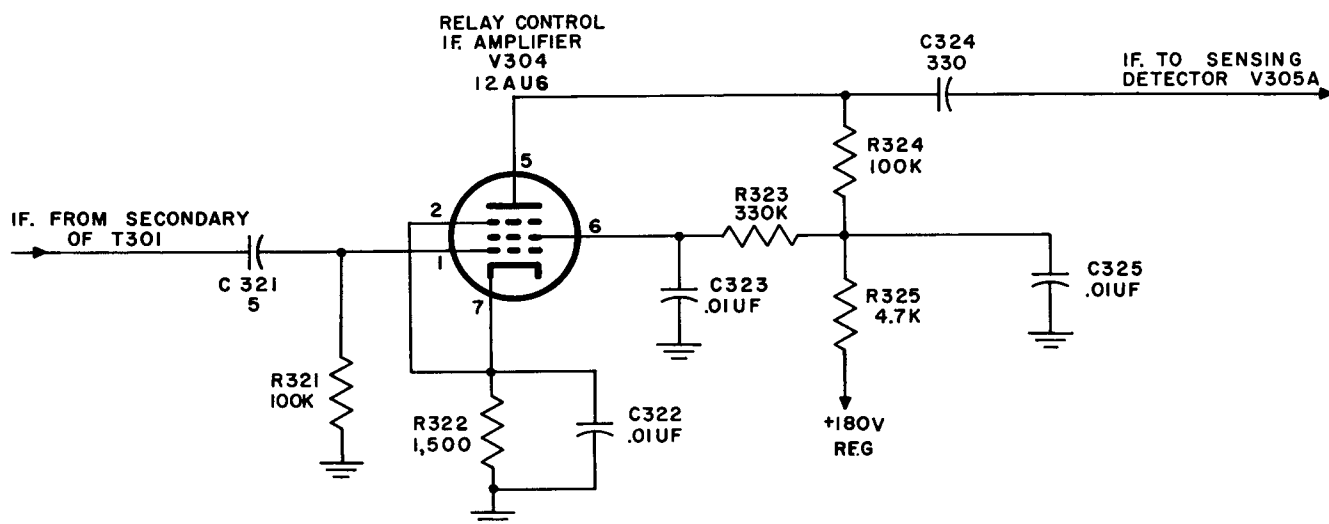 RELAY CONTROL
IF. AMPLIFIER
V304
12AU6
C324
330
IF. TO SENSING
DETECTOR V305A
5
R324
100K
IF. FROM SECONDARY
OF T301
2
1
6
R323
330K
C321
5
7
C323
.01UF
R325
4.7K
C325
.01UF
R321
100K
R322
1,500
C322
.01UF
+180V
REG